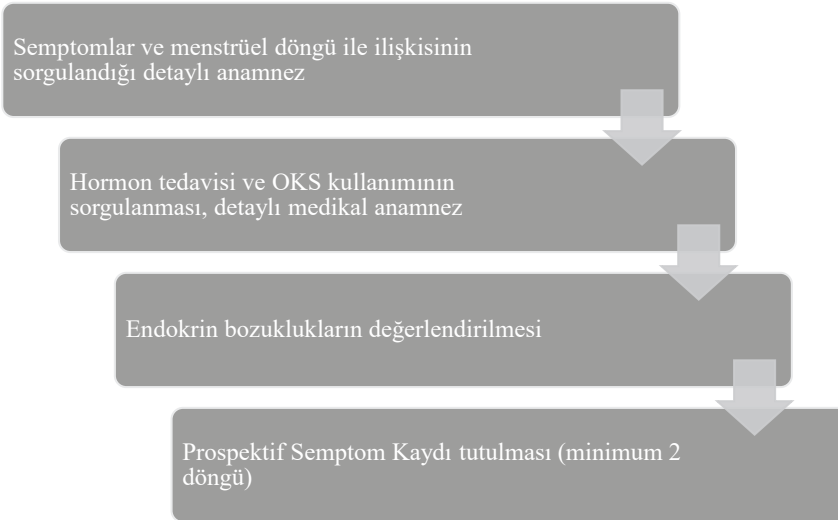 Semptomlar ve menstrüel döngü ile ilişkisinin
sorgulandığı detaylı anamnez
Hormon tedavisi ve OKS kullanımının
sorgulanması, detaylı medikal anamnez
Endokrin bozuklukların değerlendirilmesi
Prospektif Semptom Kaydı tutulması (minimum 2
döngü)